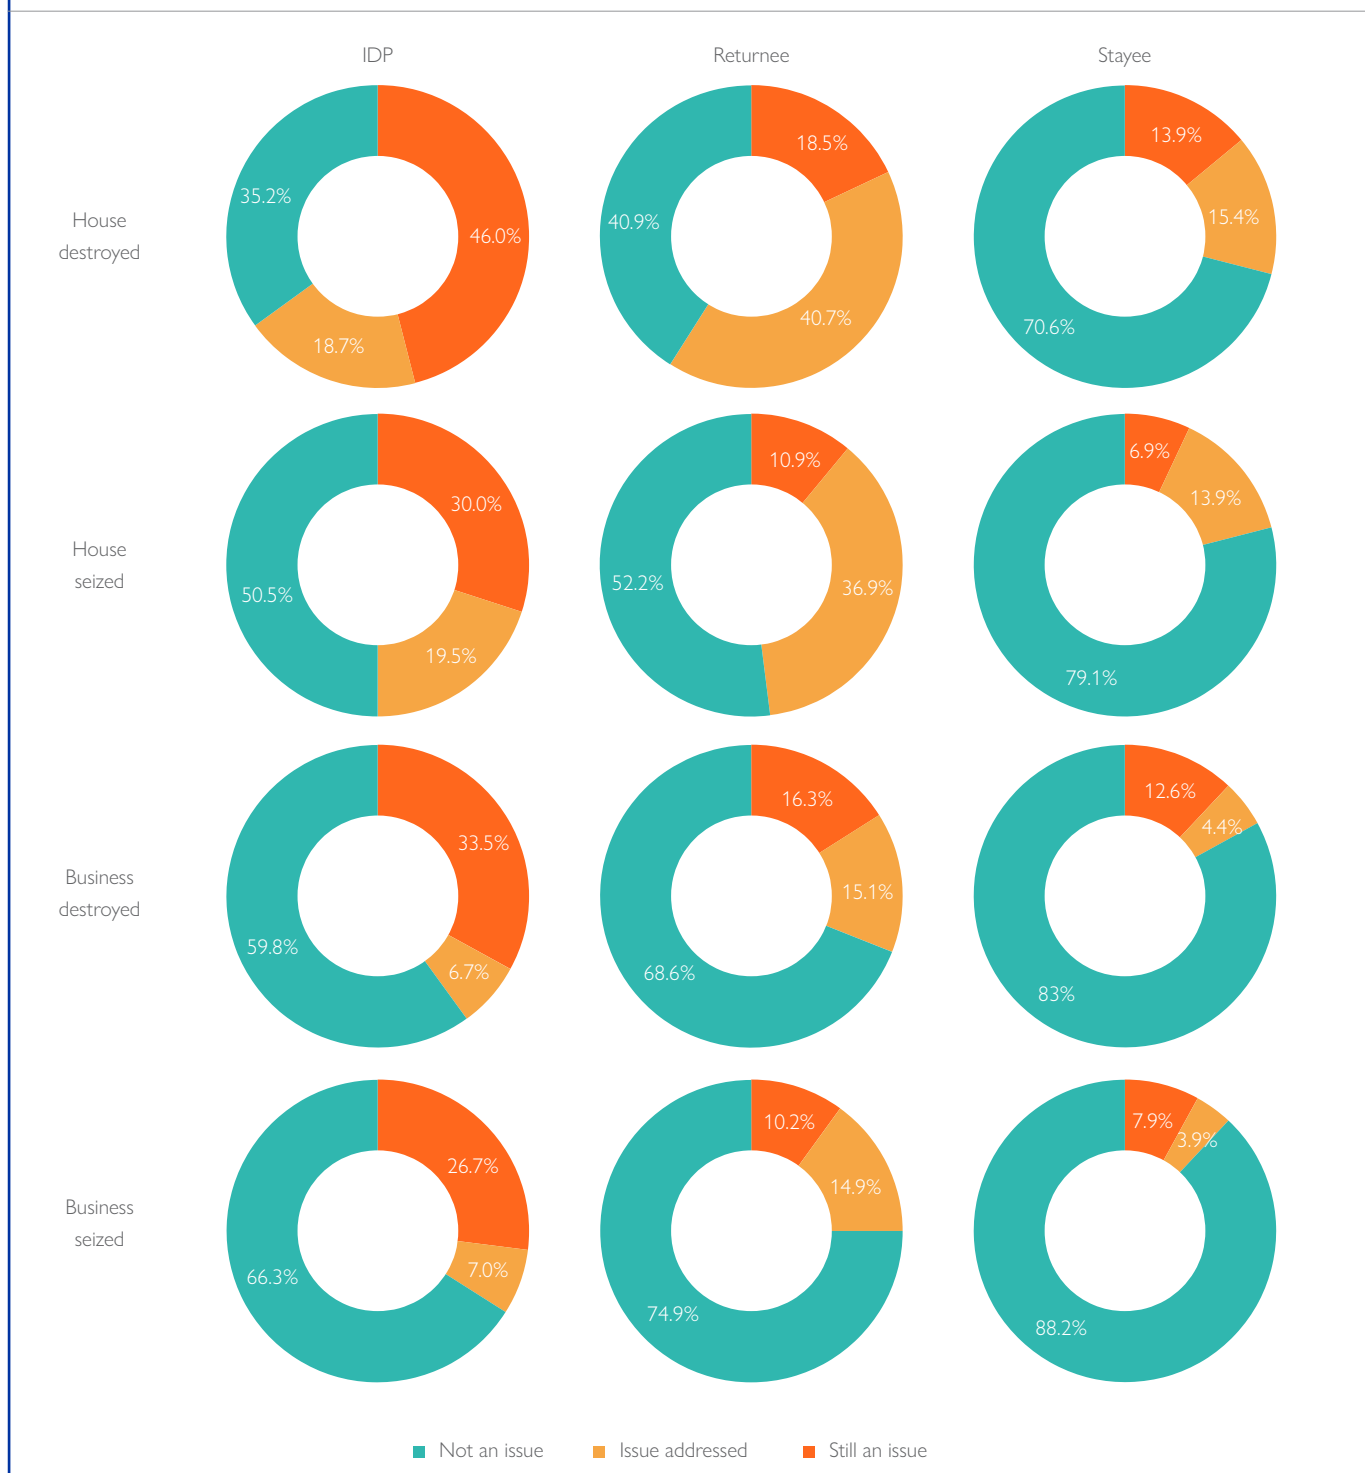 IDP
Returnee
Stayee
House
destroyed
35.2%
46.0%
18.7%
18.5%
40.9%
40.7%
13.9%
15.4%
70.6%
House
seized
30.0%
50.5%
19.5%
10.9%
52.2%
36.9%
6.9%
13.9%
79.1%
Business
destroyed
33.5%
59.8%
6.7%
16.3%
15.1%
68.6%
12.6%
4.4%
83%
Business
seized
26.7%
66.3%
7.0%
10.2%
14.9%
74.9%
7.9%
3.9%
88.2%
Not an issue
Issue addressed
Still an issue